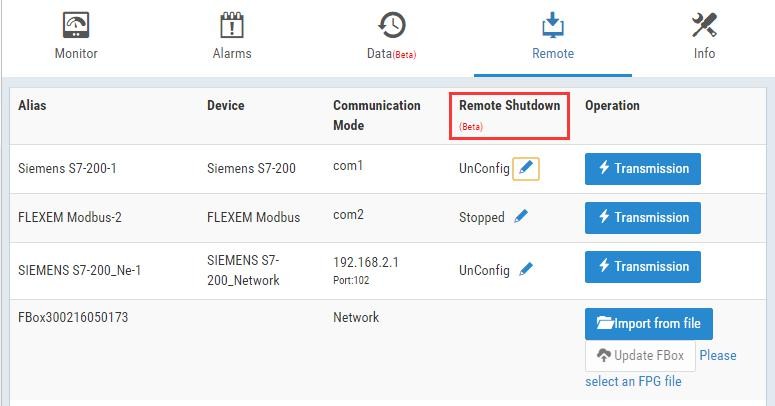 Monitor
Alarms
Data(Beta)
Remote
Info
Alias Device Communication Mode Remote Shutdown (Beta) Operation
Siemens S7-200-1 Siemens S7-200 com1 UnConfig Transmission
FLEXEM Modbus-2 FLEXEM Modbus com2 Stopped Transmission
SIEMENS S7-200_Ne-1 SIEMENS S7-200_Network 192.168.2.1 Port:102 UnConfig Transmission
FBox300216050173 Network Import from file
Update FBox Please
select an FPG file